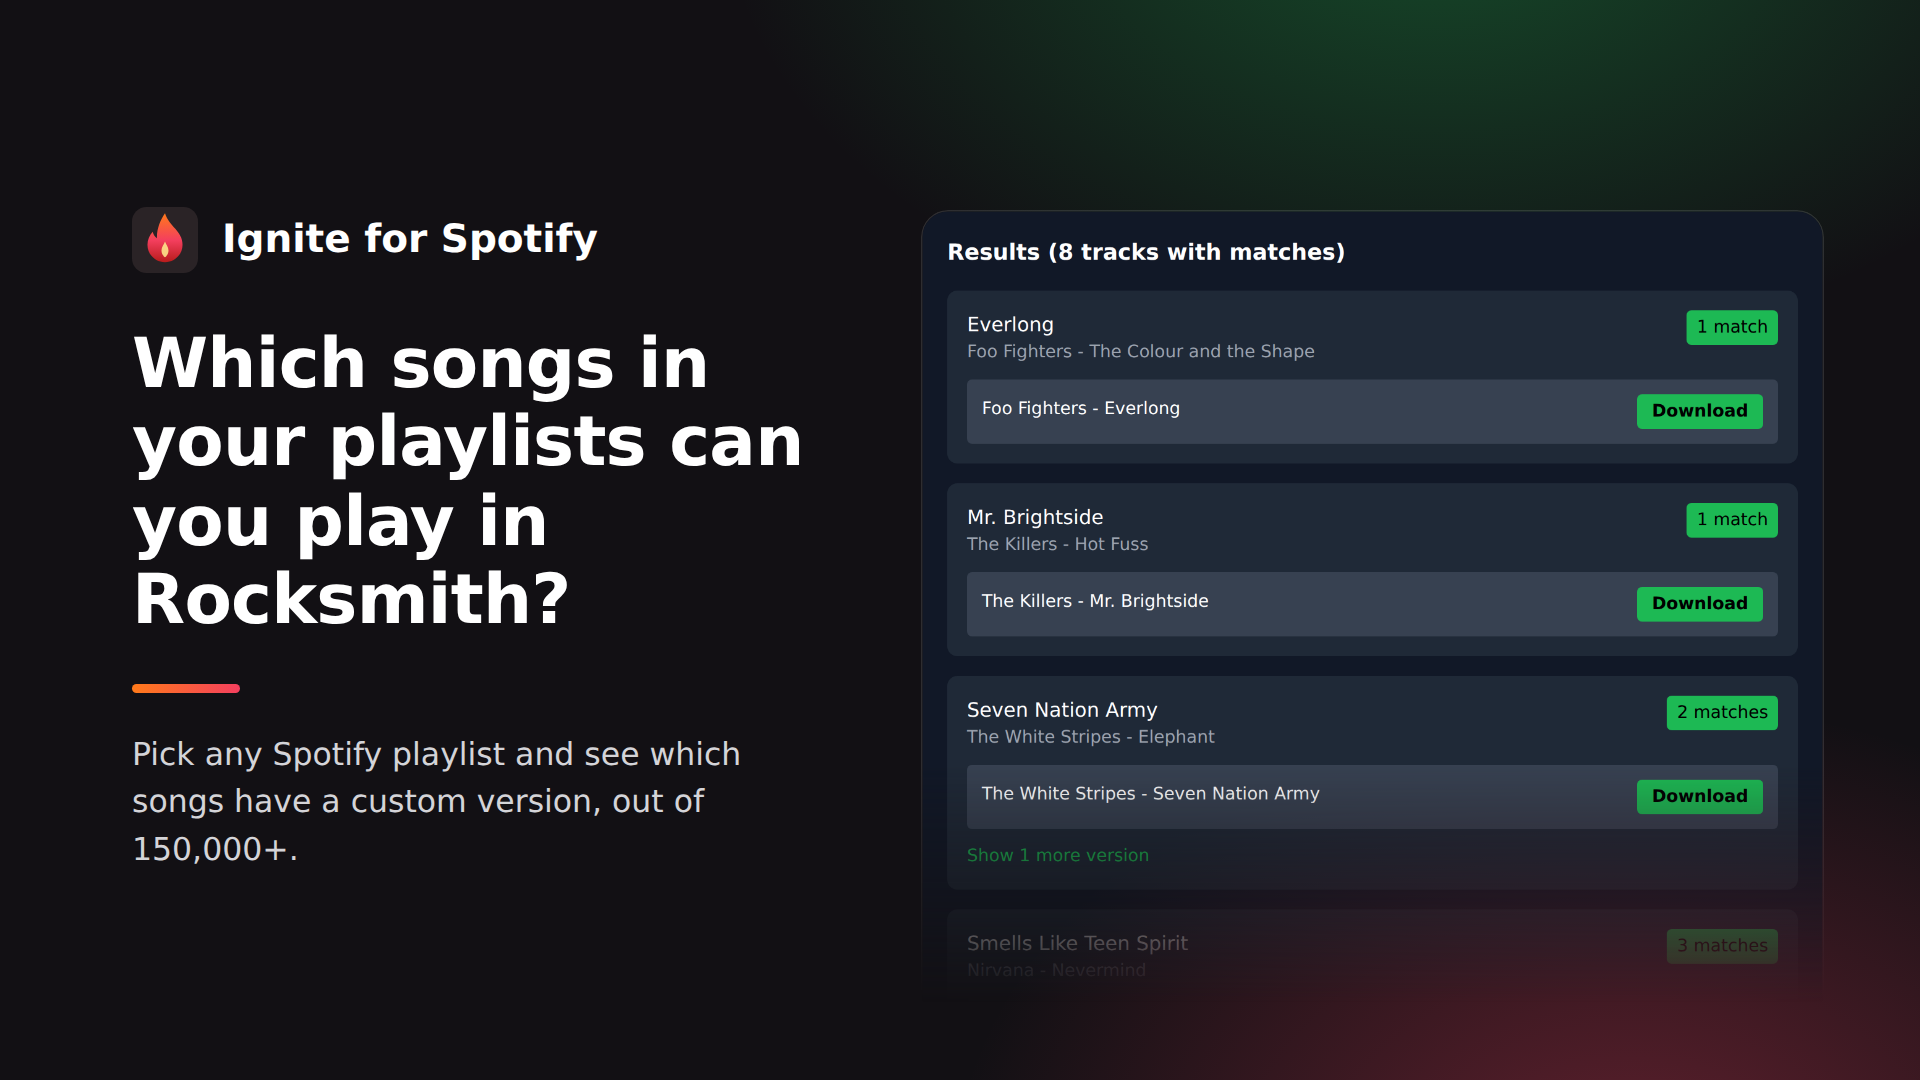 Ignite for Spotify
Which songs in
your playlists can
you play in
Rocksmith?
Pick any Spotify playlist and see which
songs have a custom version, out of
150,000+.
Results (8 tracks with matches)
Everlong
1 match
Foo Fighters - The Colour and the Shape
Foo Fighters - Everlong
Download
Mr. Brightside
1 match
The Killers - Hot Fuss
The Killers - Mr. Brightside
Download
Seven Nation Army
2 matches
The White Stripes - Elephant
The White Stripes - Seven Nation Army
Download
Show 1 more version
Smells Like Teen Spirit
3 matches
Nirvana - Nevermind